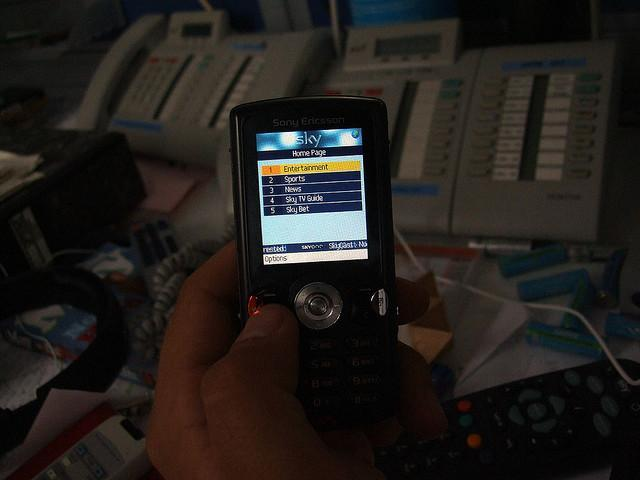 Sony Ericsson
sky
Home Page
1 Entertainment
2 Sports
3 News
4 Sky TV Guide
5 Sky Bet
rested:
Options